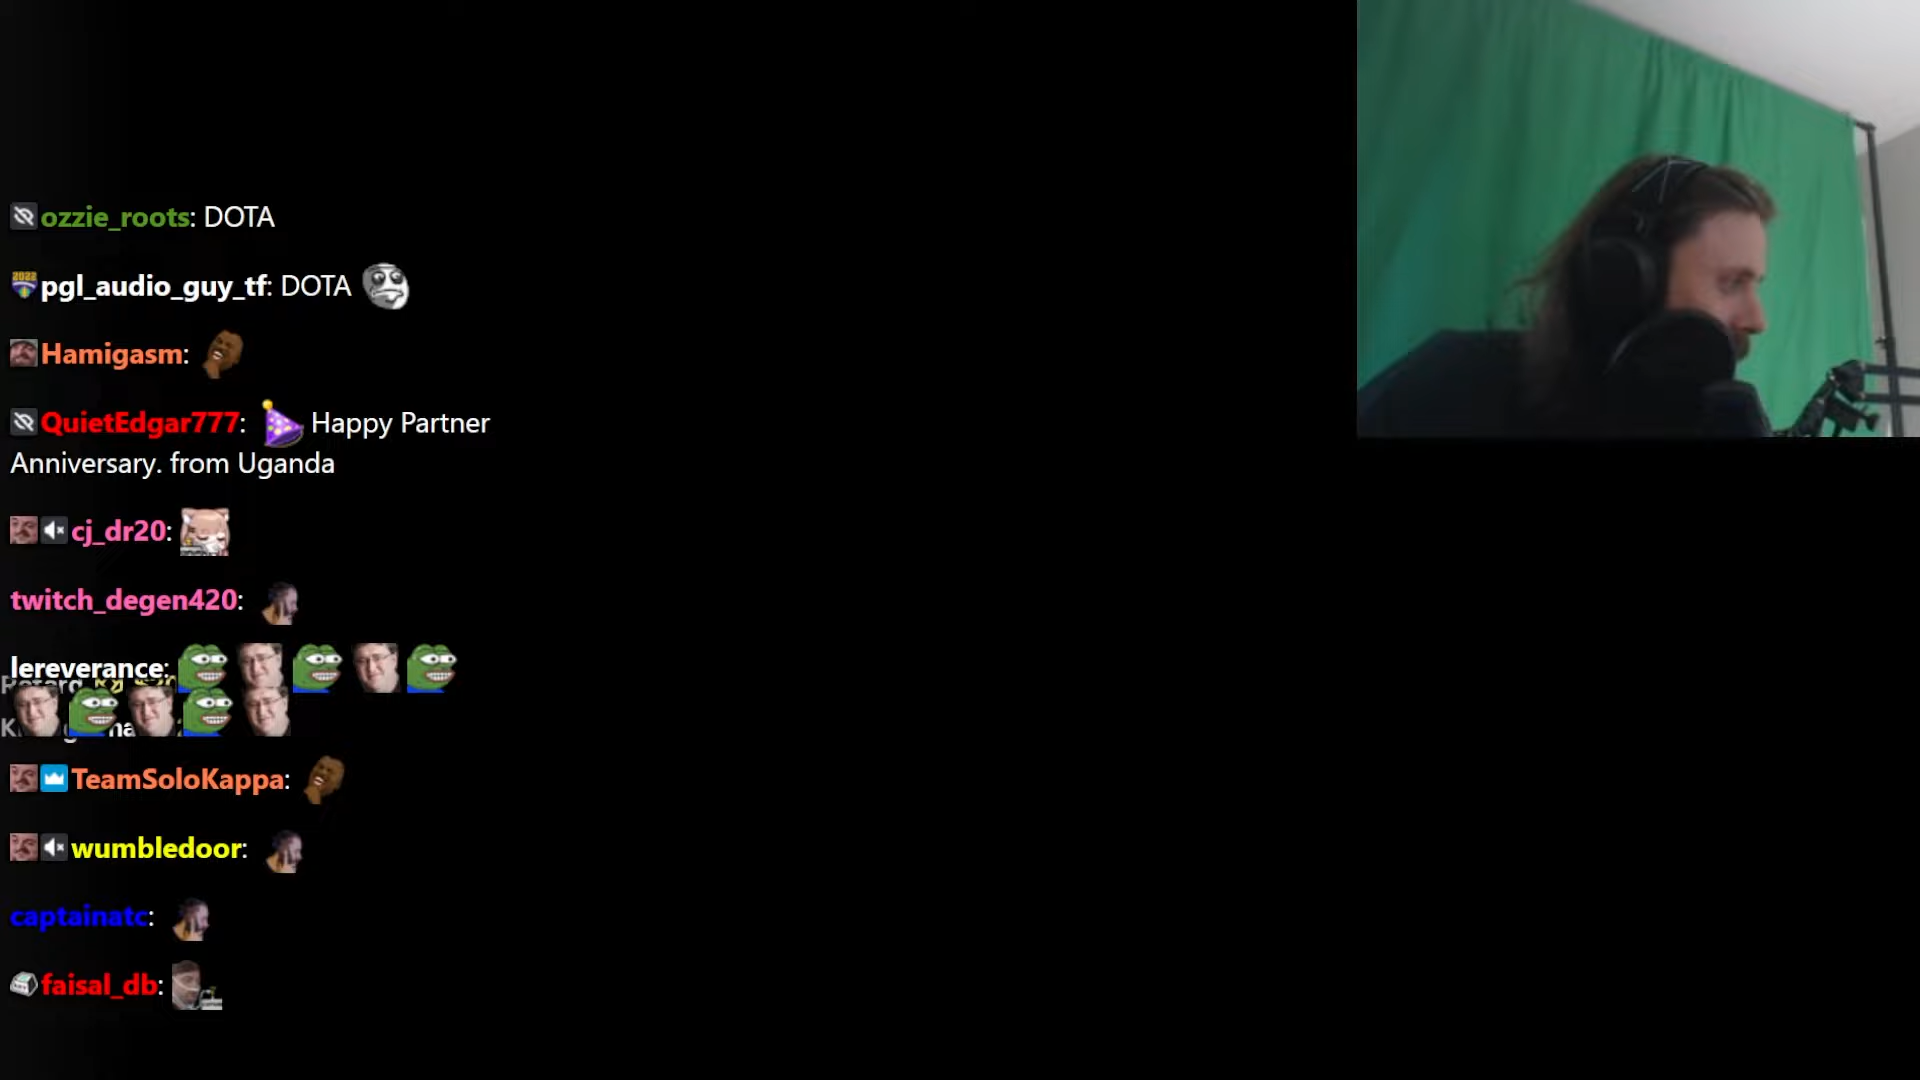 ozzie_roots: DOTA
pgl_audio_guy_tf: DOTA
Hamigasm:
QuietEdgar777: Happy Partner
Anniversary. from Uganda
cj_dr20:
twitch_degen420:
lereverance:
TeamSoloKappa:
wumbledoor:
captainatc:
faisal_db: